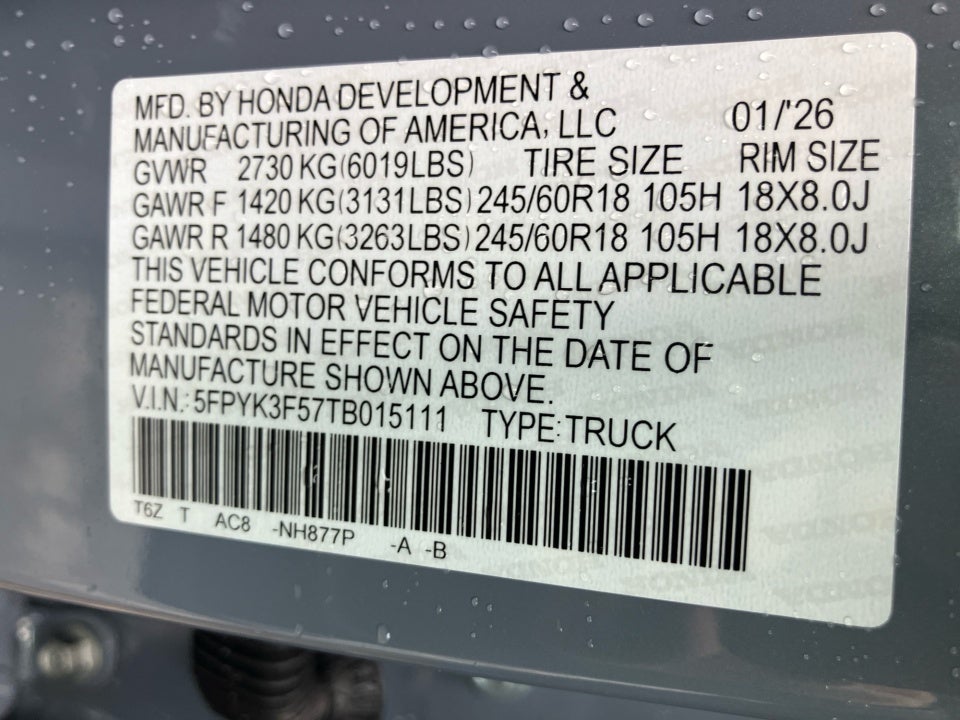 MFD. BY HONDA DEVELOPMENT &
MANUFACTURING OF AMERICA, LLC 01/'26
GVWR 2730 KG(6019LBS) TIRE SIZE RIM SIZE
GAWR F 1420 KG(3131LBS) 245/60R18 105H 18X8.0J
GAWR R 1480 KG(3263LBS) 245/60R18 105H 18X8.0J
THIS VEHICLE CONFORMS TO ALL APPLICABLE
FEDERAL MOTOR VEHICLE SAFETY
STANDARDS IN EFFECT ON THE DATE OF
MANUFACTURE SHOWN ABOVE.
V.I.N.: 5FPYK3F57TB015111 TYPE:TRUCK
T6Z T AC8 -NH877P -A -B